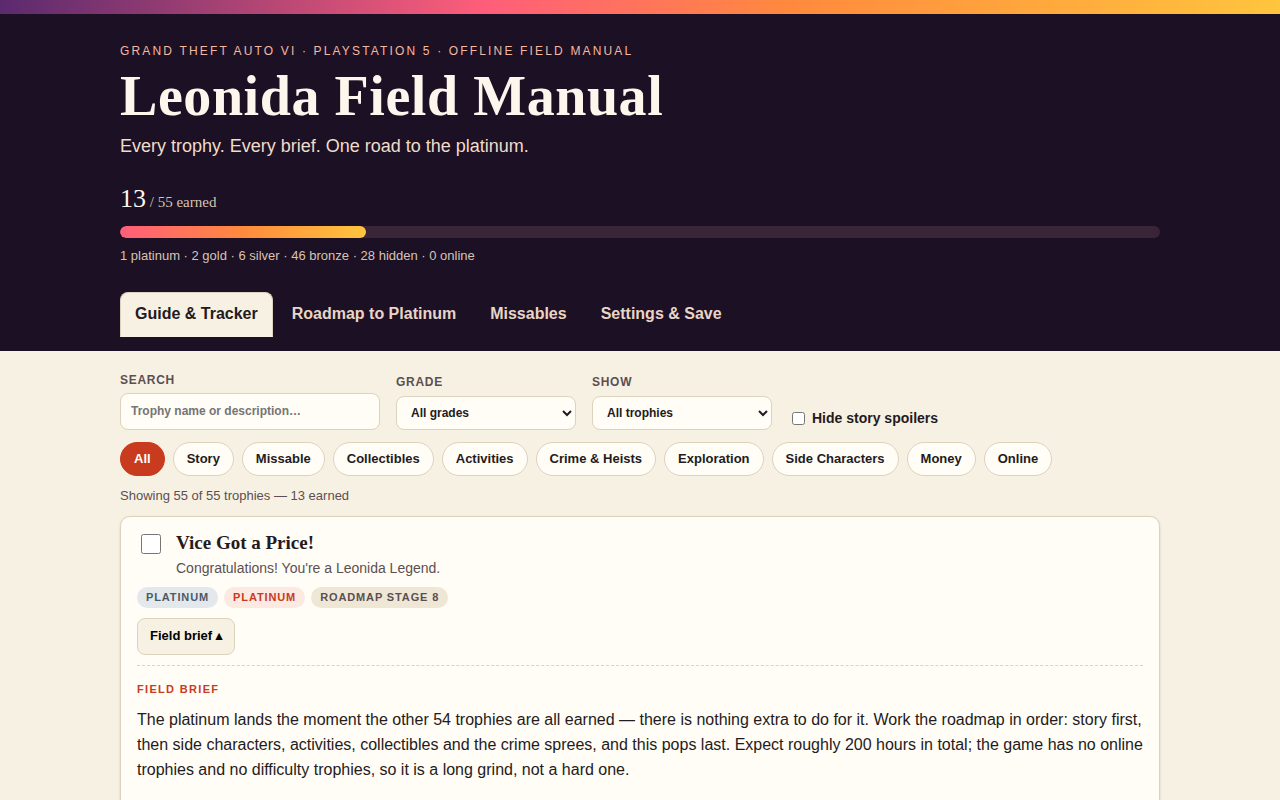 GRAND THEFT AUTO VI · PLAYSTATION 5 · OFFLINE FIELD MANUAL
Leonida Field Manual
Every trophy. Every brief. One road to the platinum.
13 / 55 earned
1 platinum · 2 gold · 6 silver · 46 bronze · 28 hidden · 0 online
Guide & Tracker
Roadmap to Platinum
Missables
Settings & Save
SEARCH
Trophy name or description…
GRADE
All grades
SHOW
All trophies
Hide story spoilers
All
Story
Missable
Collectibles
Activities
Crime & Heists
Exploration
Side Characters
Money
Online
Showing 55 of 55 trophies — 13 earned
Vice Got a Price!
Congratulations! You're a Leonida Legend.
PLATINUM
PLATINUM
ROADMAP STAGE 8
Field brief ▴
FIELD BRIEF
The platinum lands the moment the other 54 trophies are all earned — there is nothing extra to do for it. Work the roadmap in order: story first,
then side characters, activities, collectibles and the crime sprees, and this pops last. Expect roughly 200 hours in total; the game has no online
trophies and no difficulty trophies, so it is a long grind, not a hard one.